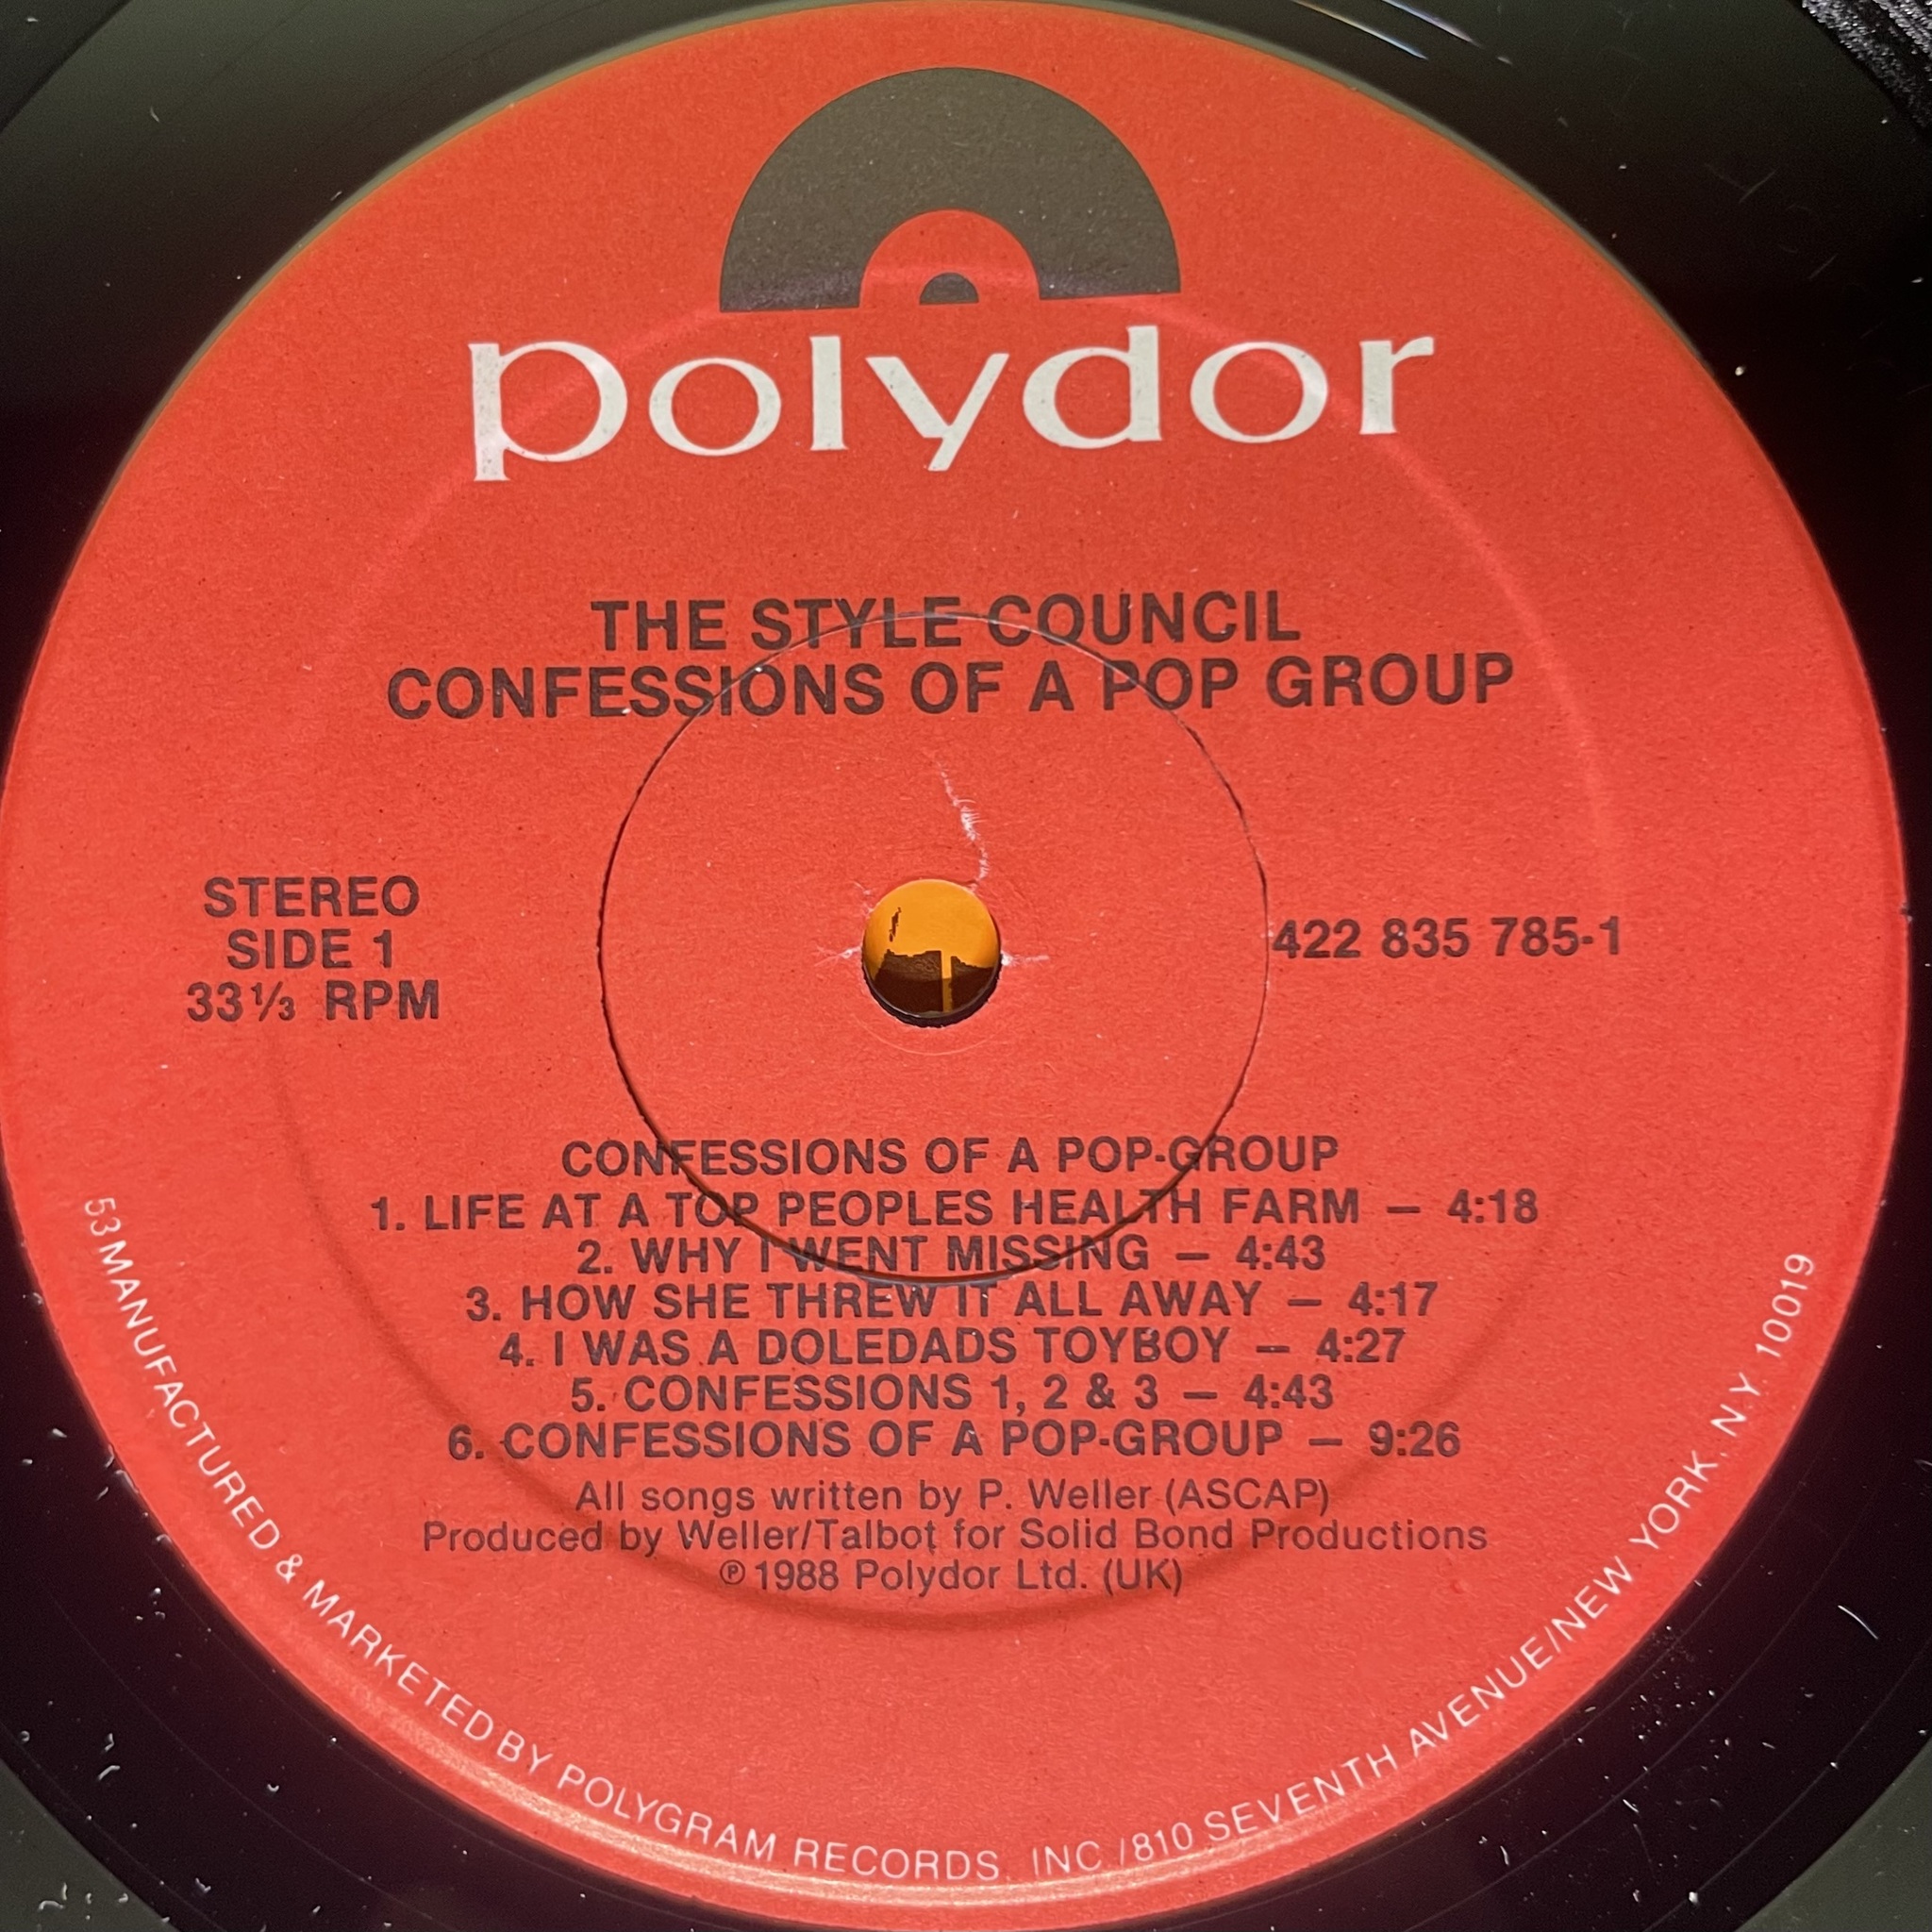 polydor
THE STYLE COUNCIL
CONFESSIONS OF A POP GROUP
STEREO
SIDE 1
33⅓ RPM
422 835 785-1
CONFESSIONS OF A POP-GROUP
1. LIFE AT A TOP PEOPLES HEALTH FARM — 4:18
2. WHY I WENT MISSING — 4:43
3. HOW SHE THREW IT ALL AWAY — 4:17
4. I WAS A DOLEDADS TOYBOY — 4:27
5. CONFESSIONS 1, 2 & 3 — 4:43
6. CONFESSIONS OF A POP-GROUP — 9:26
All songs written by P. Weller (ASCAP)
Produced by Weller/Talbot for Solid Bond Productions
℗ 1988 Polydor Ltd. (UK)
53 MANUFACTURED & MARKETED BY POLYGRAM RECORDS, INC /810 SEVENTH AVENUE/NEW YORK, N.Y. 10019